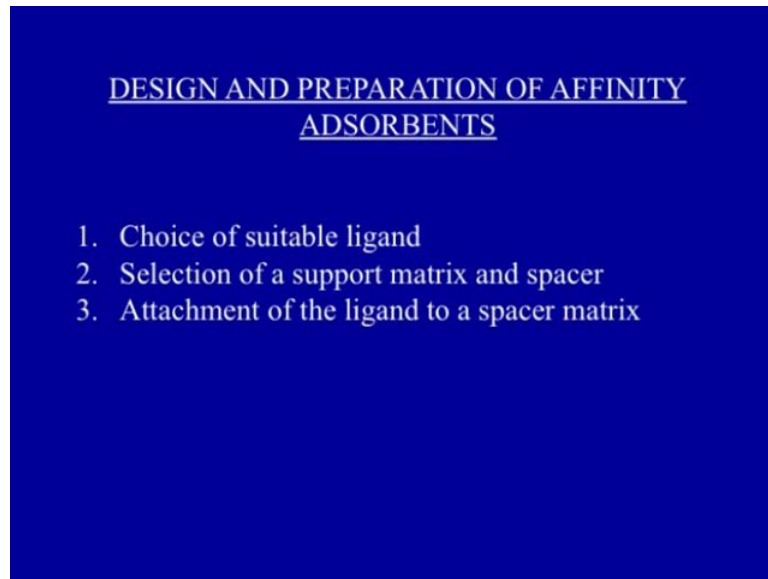 DESIGN AND PREPARATION OF AFFINITY
ADSORBENTS
1. Choice of suitable ligand
2. Selection of a support matrix and spacer
3. Attachment of the ligand to a spacer matrix